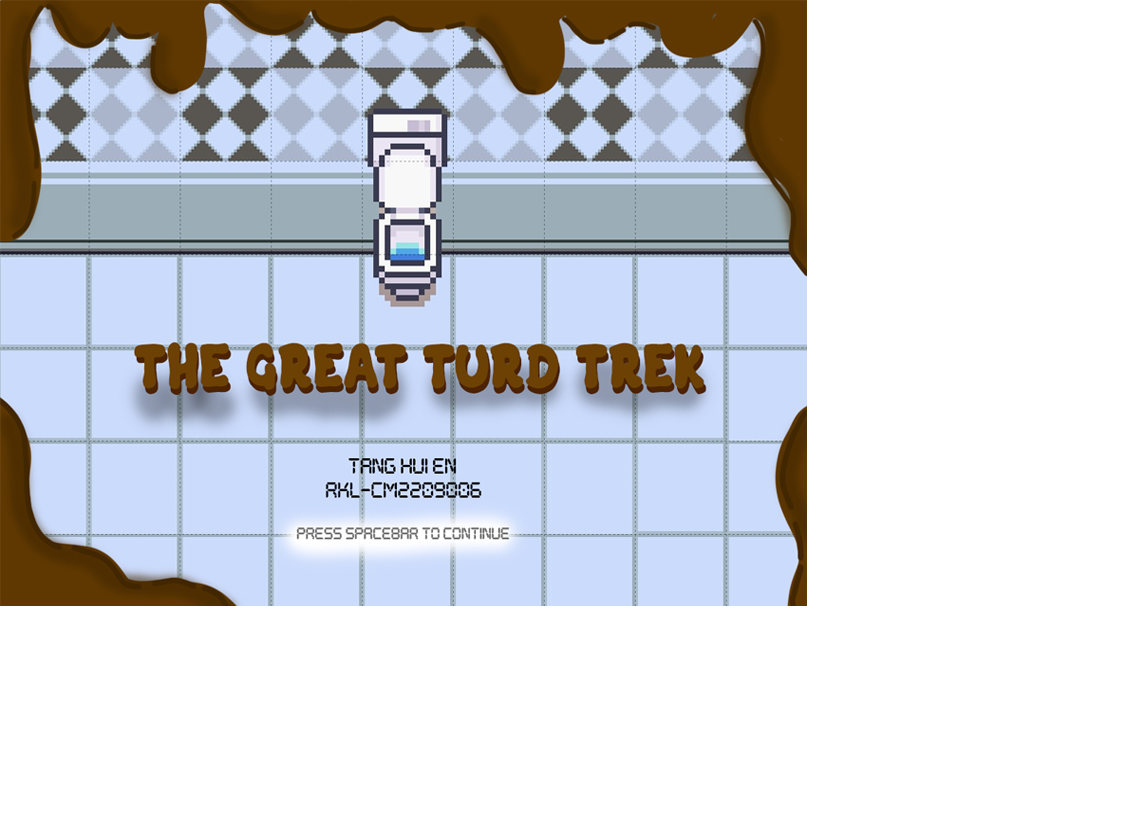 THE GREAT TURD TREK
TANG HUI EN
RKL-CM2209006
PRESS SPACEBAR TO CONTINUE